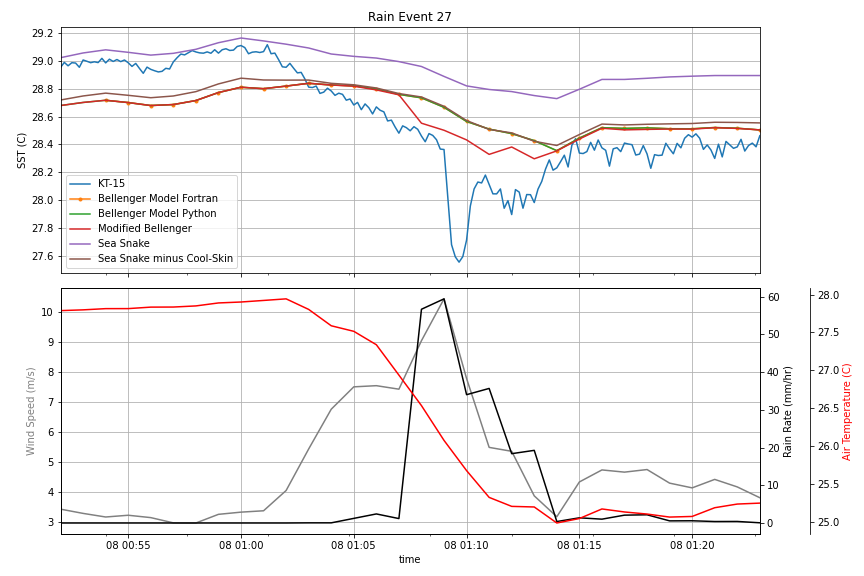 Rain Event 27
29.2
29.0
28.8
28.6
28.4
28.2
28.0
27.8
27.6
SST (C)
KT-15
Bellenger Model Fortran
Bellenger Model Python
Modified Bellenger
Sea Snake
Sea Snake minus Cool-Skin
10
9
8
7
6
5
4
3
Wind Speed (m/s)
60
50
40
30
20
10
0
Rain Rate (mm/hr)
28.0
27.5
27.0
26.5
26.0
25.5
25.0
Air Temperature (C)
08 00:55 08 01:00 08 01:05 08 01:10 08 01:15 08 01:20
time